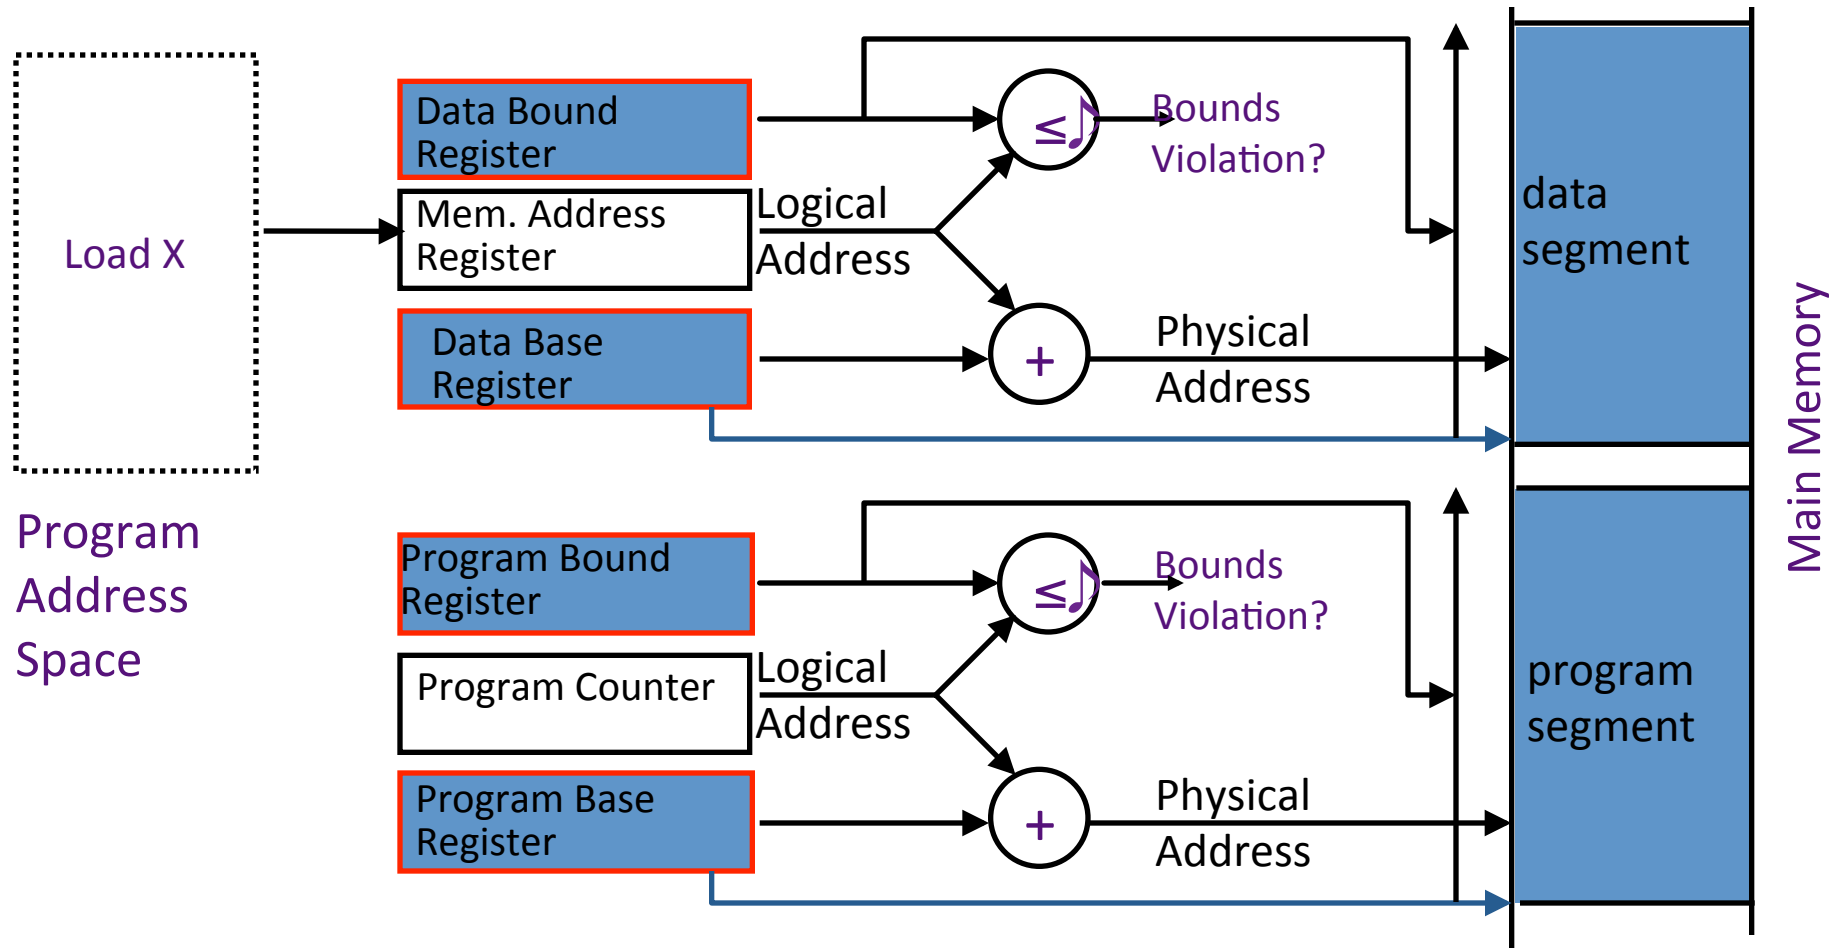 Load X
Program
Address
Space
Data Bound
Register
Mem. Address
Register
Data Base
Register
Logical
Address
≤♪
+
Bounds
Violation?
Physical
Address
data
segment
Program Bound
Register
Program Counter
Program Base
Register
Logical
Address
≤♪
+
Bounds
Violation?
Physical
Address
program
segment
Main Memory